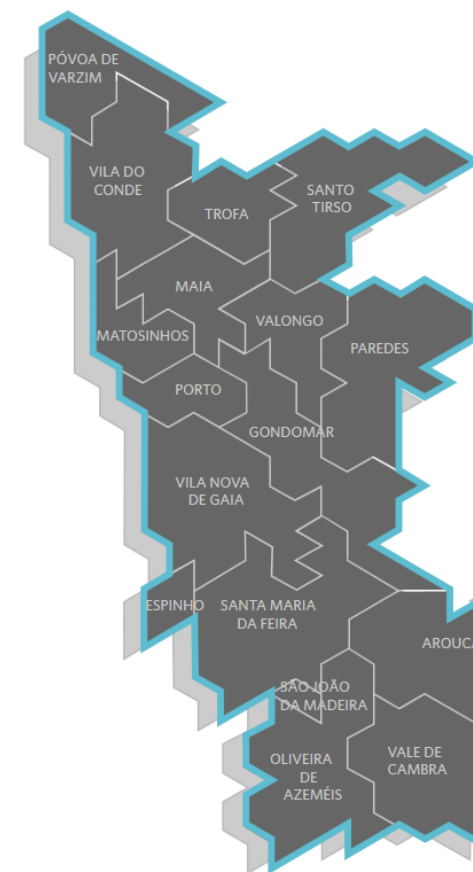 PÓVOA DE
VARZIM
VILA DO
CONDE
TROFA
SANTO
TIRSO
MAIA
MATOSINHOS
VALONGO
PAREDES
PORTO
GONDOMAR
VILA NOVA
DE GAIA
ESPINHO
SANTA MARIA
DA FEIRA
AROUCA
SÃO JOÃO
DA MADEIRA
OLIVEIRA
DE
AZEMÉIS
VALE DE
CAMBRA